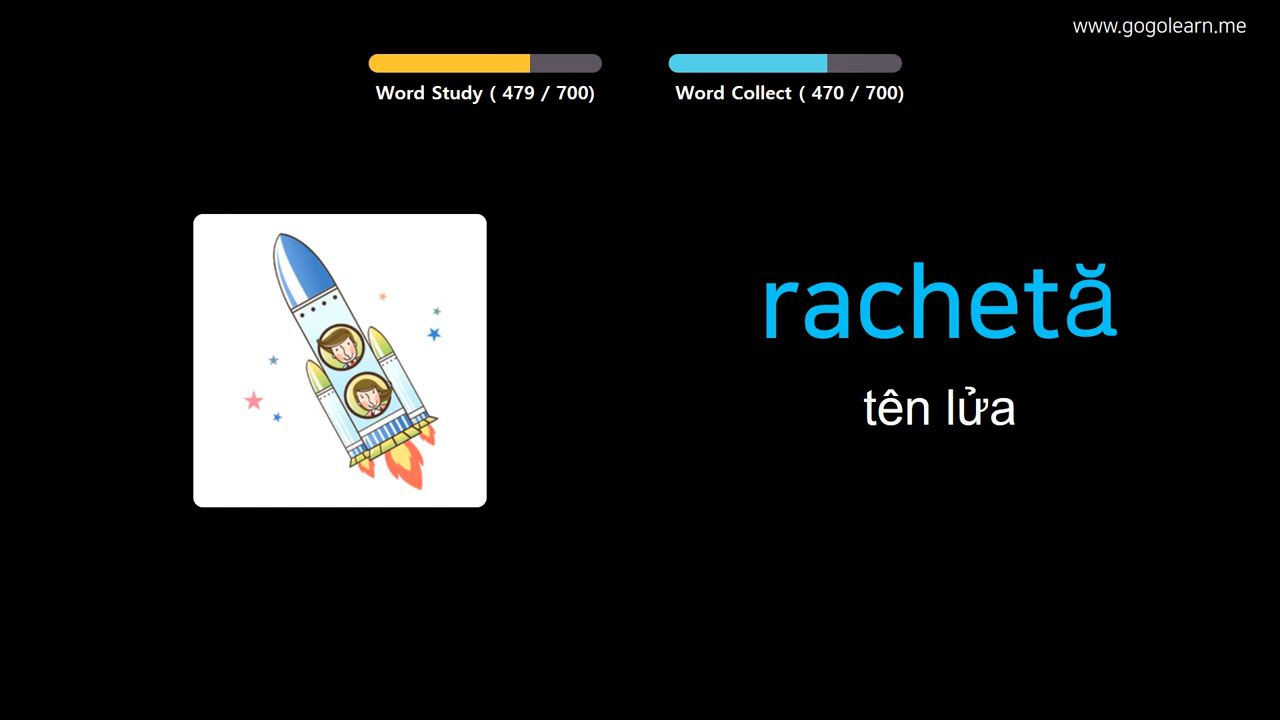 www.gogolearn.me
Word Study ( 479 / 700)
Word Collect ( 470 / 700)
rachetă
tên lửa